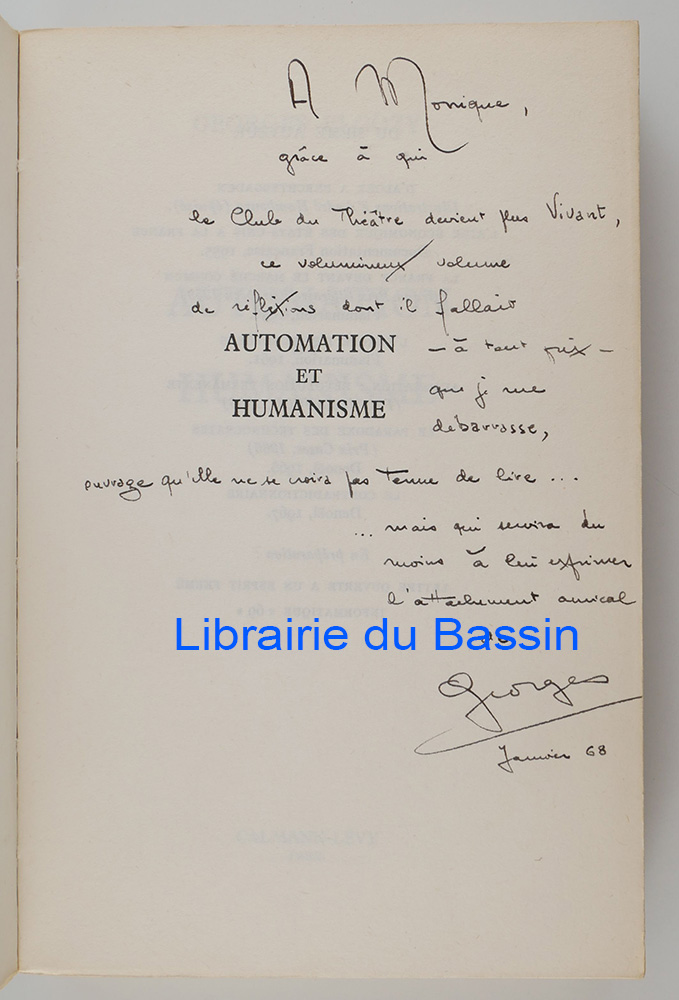 A Monique,
grâce à qui
le Club du Théâtre devient plus Vivant,
ce volumineux volume
de réflexions dont il fallait
AUTOMATION
— à tout prix —
ET
que je me
HUMANISME
débarrasse,
ouvrage qu'elle ne se croira pas tenue de lire ...
... mais qui servira du
moins à lui exprimer
l'attachement amical
de
Librairie du Bassin
Georges
Janvier 68